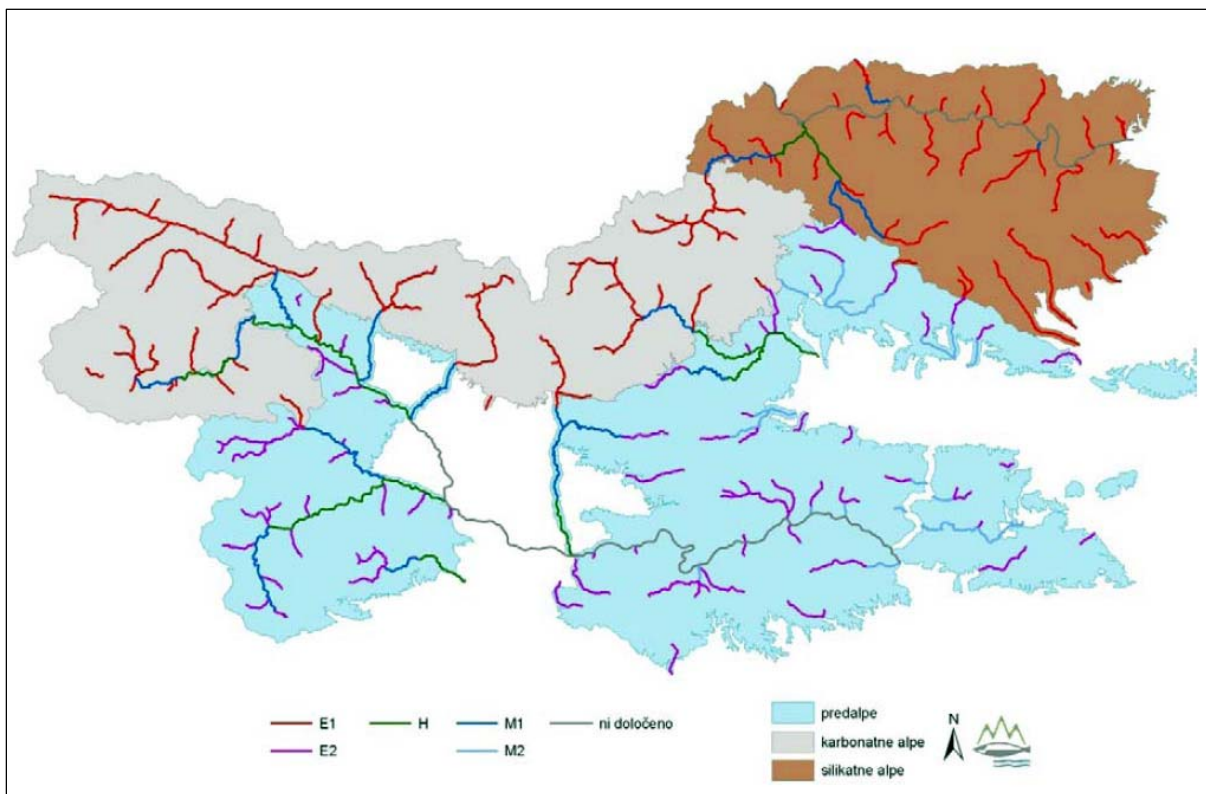 E1
H
M1
ni določeno
E2
M2
predalpe
karbonatne alpe
silikatne alpe
N